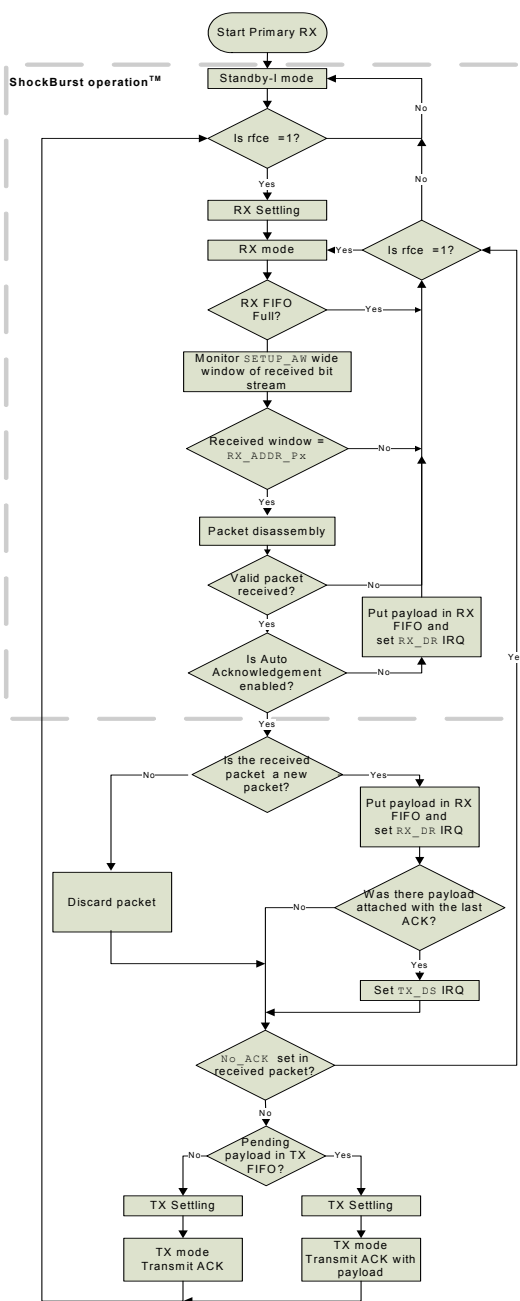 Start Primary RX
ShockBurst operation™
Standby-I mode
No
Is rfce =1?
No
Yes
RX Settling
RX mode
Yes
Is rfce =1?
RX FIFO
Full?
Yes
Monitor SETUP_AW wide
window of received bit
stream
Received window =
RX_ADDR_Px
No
Yes
Packet disassembly
Valid packet
received?
No
Put payload in RX
FIFO and
set RX_DR IRQ
Yes
Is Auto
Acknowledgement
enabled?
No
Ye
Yes
Is the received
packet a new
packet?
No
Yes
Put payload in RX
FIFO and
set RX_DR IRQ
Discard packet
Was there payload
attached with the last
ACK?
No
Yes
Set TX_DS IRQ
No_ACK set in
received packet?
No
Pending
payload in TX
FIFO?
No
Yes
TX Settling
TX Settling
TX mode
Transmit ACK
TX mode
Transmit ACK with
payload